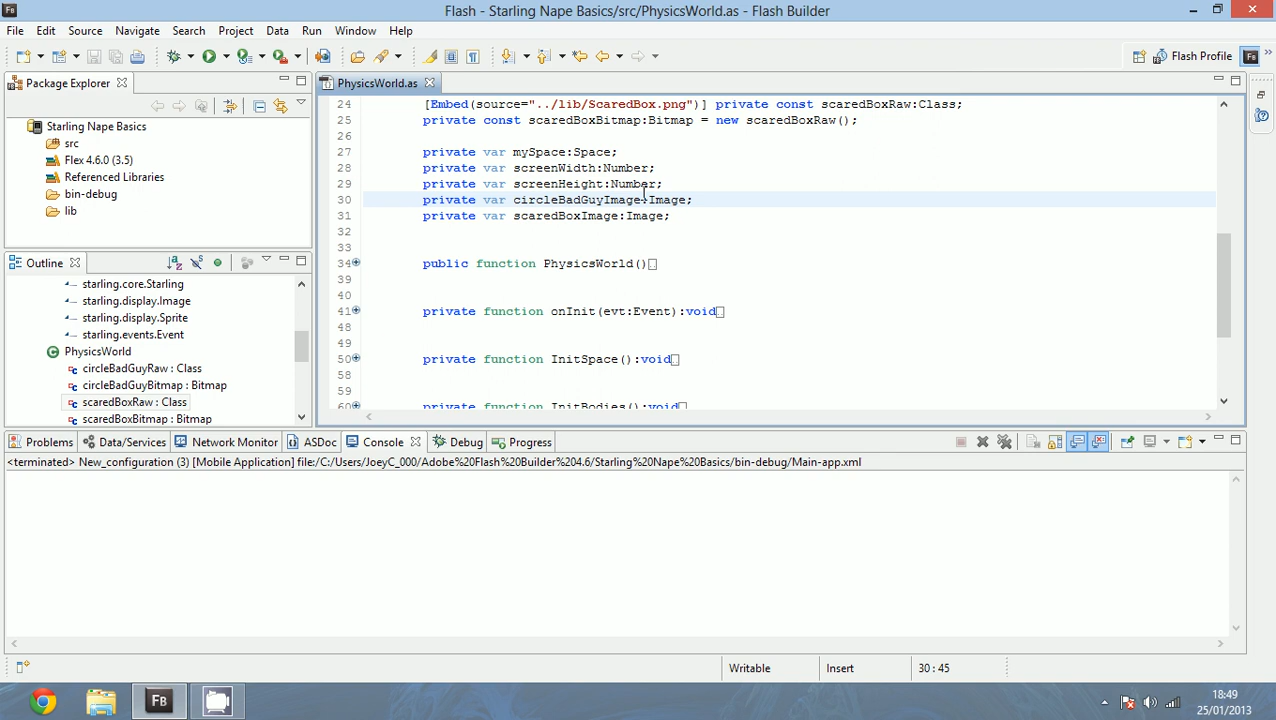 Flash - Starling Nape Basics/src/PhysicsWorld.as - Flash Builder
File Edit Source Navigate Search Project Data Run Window Help
Flash Profile
Package Explorer
PhysicsWorld.as
Starling Nape Basics
src
Flex 4.6.0 (3.5)
Referenced Libraries
bin-debug
lib
24 [Embed(source="../lib/ScaredBox.png")] private const scaredBoxRaw:Class;
25 private const scaredBoxBitmap:Bitmap = new scaredBoxRaw();
26
27 private var mySpace:Space;
28 private var screenWidth:Number;
29 private var screenHeight:Number;
30 private var circleBadGuyImage:Image;
31 private var scaredBoxImage:Image;
32
33
34 public function PhysicsWorld()
39
40
41 private function onInit(evt:Event):void
48
49
50 private function InitSpace():void
58
59
60 private function InitBodies():void
Outline
starling.core.Starling
starling.display.Image
starling.display.Sprite
starling.events.Event
PhysicsWorld
circleBadGuyRaw : Class
circleBadGuyBitmap : Bitmap
scaredBoxRaw : Class
scaredBoxBitmap : Bitmap
Problems Data/Services Network Monitor ASDoc Console Debug Progress
<terminated> New_configuration (3) [Mobile Application] file:/C:/Users/JoeyC_000/Adobe%20Flash%20Builder%204.6/Starling%20Nape%20Basics/bin-debug/Main-app.xml
Writable Insert 30 : 45
18:49
25/01/2013